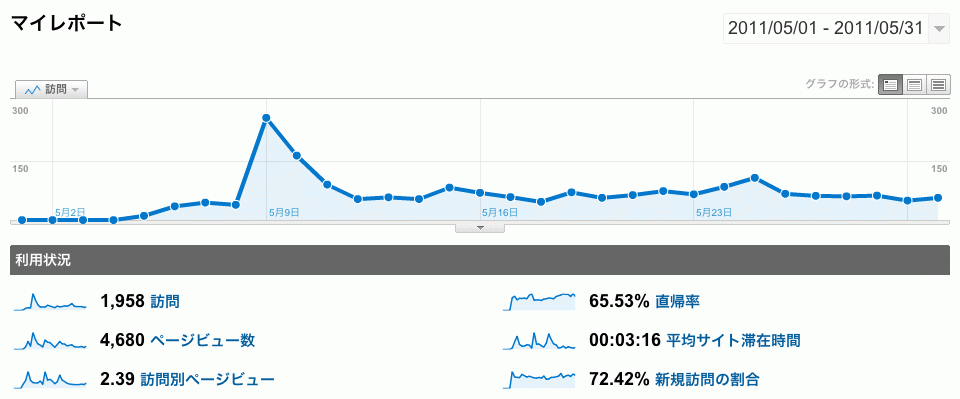 マイレポート
2011/05/01 - 2011/05/31
訪問
グラフの形式:
300
300
150
150
5月2日
5月9日
5月16日
5月23日
利用状況
1,958 訪問
65.53% 直帰率
4,680 ページビュー数
00:03:16 平均サイト滞在時間
2.39 訪問別ページビュー
72.42% 新規訪問の割合